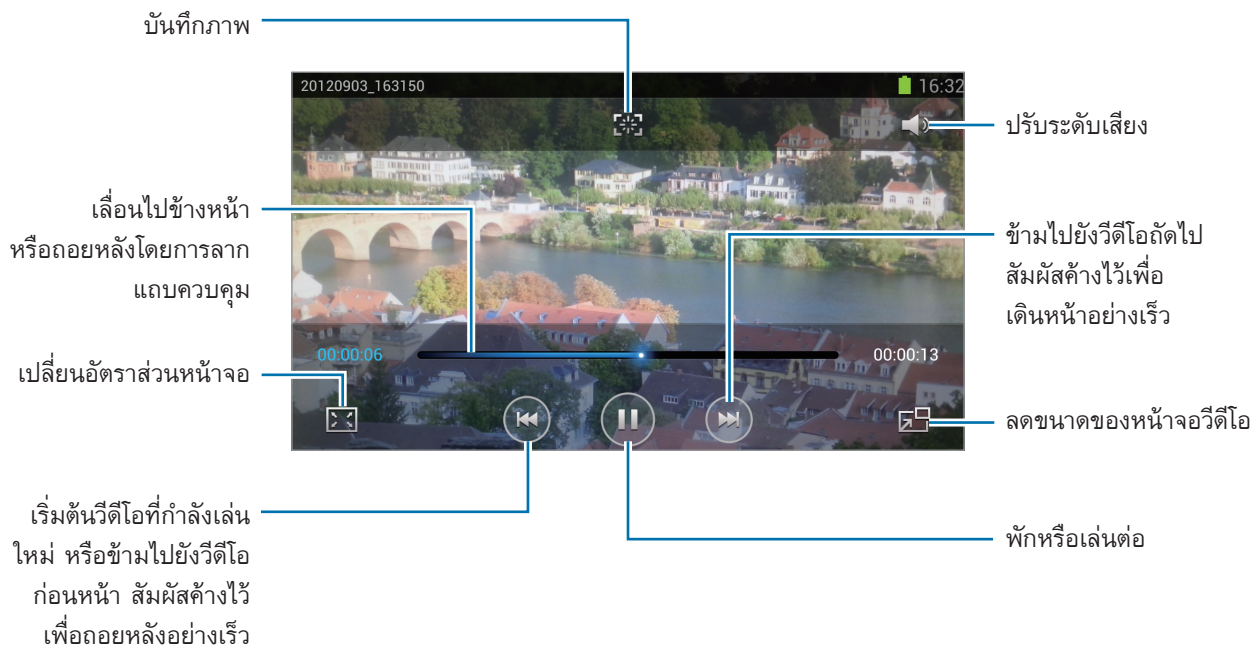 บันทึกภาพ
20120903_163150
16:32
ปรับระดับเสียง
เลื่อนไปข้างหน้า
หรือถอยหลังโดยการลาก
แถบควบคุม
ข้ามไปยังวีดีโอถัดไป
สัมผัสค้างไว้เพื่อ
เดินหน้าอย่างเร็ว
00:00:06
00:00:13
เปลี่ยนอัตราส่วนหน้าจอ
ลดขนาดของหน้าจอวีดีโอ
เริ่มต้นวีดีโอที่กำลังเล่น
ใหม่ หรือข้ามไปยังวีดีโอ
ก่อนหน้า สัมผัสค้างไว้
เพื่อถอยหลังอย่างเร็ว
พักหรือเล่นต่อ